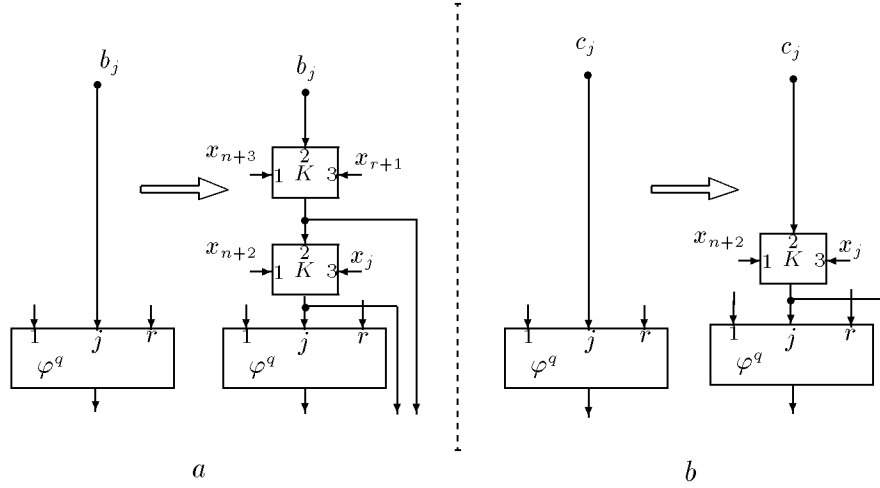 b_j b_j c_j c_j
x_{n+3} 2 x_{r+1}
1 K 3
x_{n+2} 2 x_j x_{n+2} 2 x_j
1 K 3 1 K 3
1 j r 1 j r 1 j r 1 j r
φ^q φ^q φ^q φ^q
a b